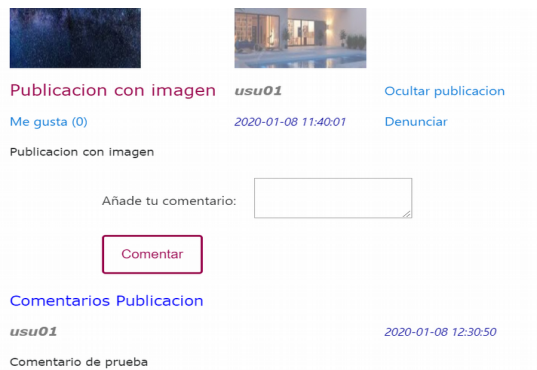 Publicacion con imagen usu01 Ocultar publicacion
Me gusta (0) 2020-01-08 11:40:01 Denunciar
Publicacion con imagen
Añade tu comentario:
Comentar
Comentarios Publicacion
usu01 2020-01-08 12:30:50
Comentario de prueba